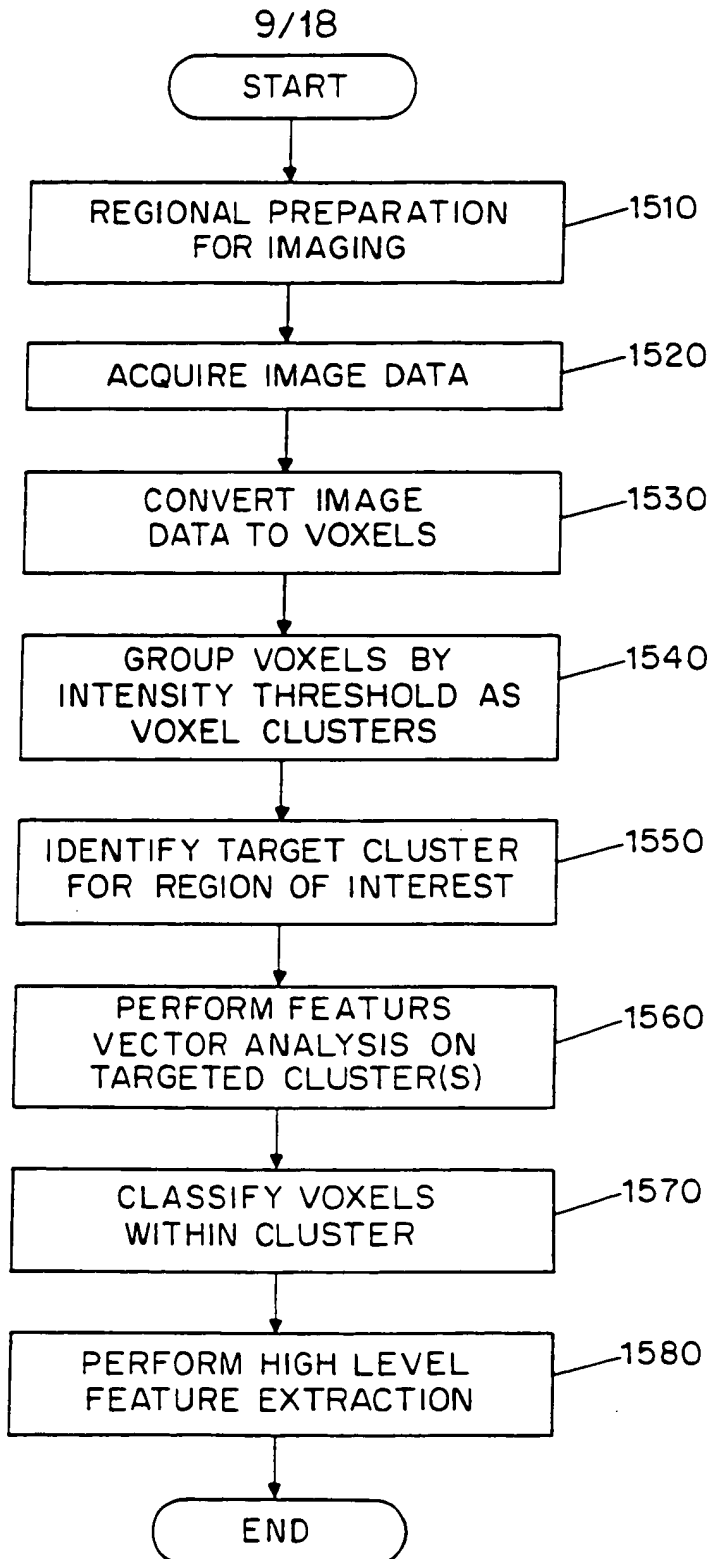 9/18
START
REGIONAL PREPARATION
FOR IMAGING
1510
ACQUIRE IMAGE DATA
1520
CONVERT IMAGE
DATA TO VOXELS
1530
GROUP VOXELS BY
INTENSITY THRESHOLD AS
VOXEL CLUSTERS
1540
IDENTIFY TARGET CLUSTER
FOR REGION OF INTEREST
1550
PERFORM FEATURS
VECTOR ANALYSIS ON
TARGETED CLUSTER(S)
1560
CLASSIFY VOXELS
WITHIN CLUSTER
1570
PERFORM HIGH LEVEL
FEATURE EXTRACTION
1580
END